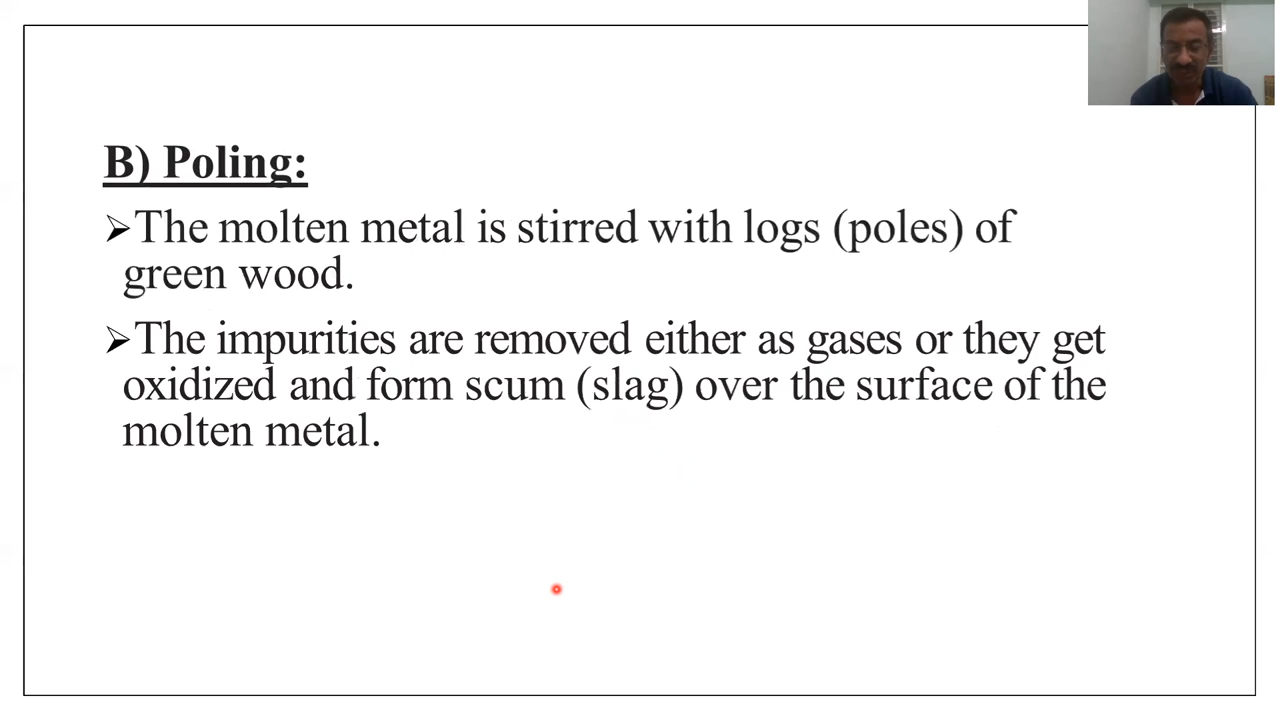 B) Poling:
➢The molten metal is stirred with logs (poles) of
green wood.
➢The impurities are removed either as gases or they get
oxidized and form scum (slag) over the surface of the
molten metal.